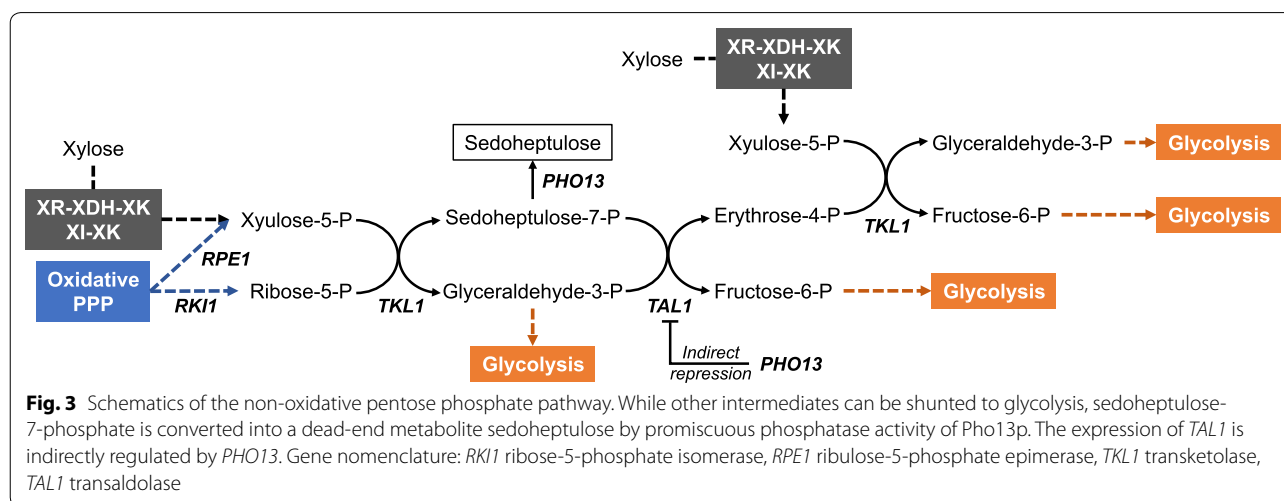 Xylose
XR-XDH-XK
XI-XK
Sedoheptulose
PHO13
Xyulose-5-P
Glyceraldehyde-3-P
Glycolysis
Xylose
XR-XDH-XK
XI-XK
Xyulose-5-P
Sedoheptulose-7-P
Erythrose-4-P
TKL1
Fructose-6-P
Glycolysis
RPE1
Oxidative
PPP
RKI1
Ribose-5-P
TKL1
Glyceraldehyde-3-P
TAL1
Fructose-6-P
Glycolysis
Glycolysis
Indirect
repression
PHO13
Fig. 3 Schematics of the non-oxidative pentose phosphate pathway. While other intermediates can be shunted to glycolysis, sedoheptulose-
7-phosphate is converted into a dead-end metabolite sedoheptulose by promiscuous phosphatase activity of Pho13p. The expression of TAL1 is
indirectly regulated by PHO13. Gene nomenclature: RKI1 ribose-5-phosphate isomerase, RPE1 ribulose-5-phosphate epimerase, TKL1 transketolase,
TAL1 transaldolase